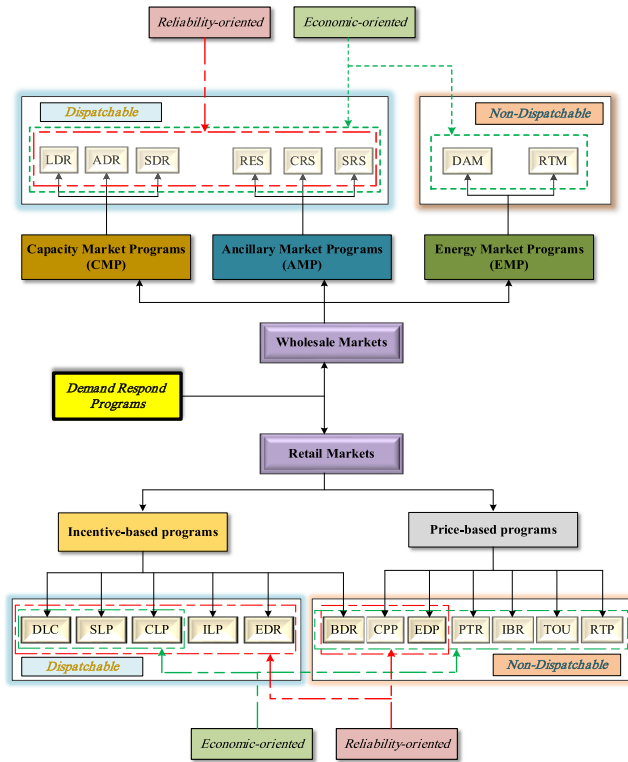 Reliability-oriented
Economic-oriented
Dispatchable
Non-Dispatchable
LDR
ADR
SDR
RES
CRS
SRS
DAM
RTM
Capacity Market Programs
(CMP)
Ancillary Market Programs
(AMP)
Energy Market Programs
(EMP)
Wholesale Markets
Demand Respond
Programs
Retail Markets
Incentive-based programs
Price-based programs
DLC
SLP
CLP
ILP
EDR
BDR
CPP
EDP
PTR
IBR
TOU
RTP
Dispatchable
Non-Dispatchable
Economic-oriented
Reliability-oriented